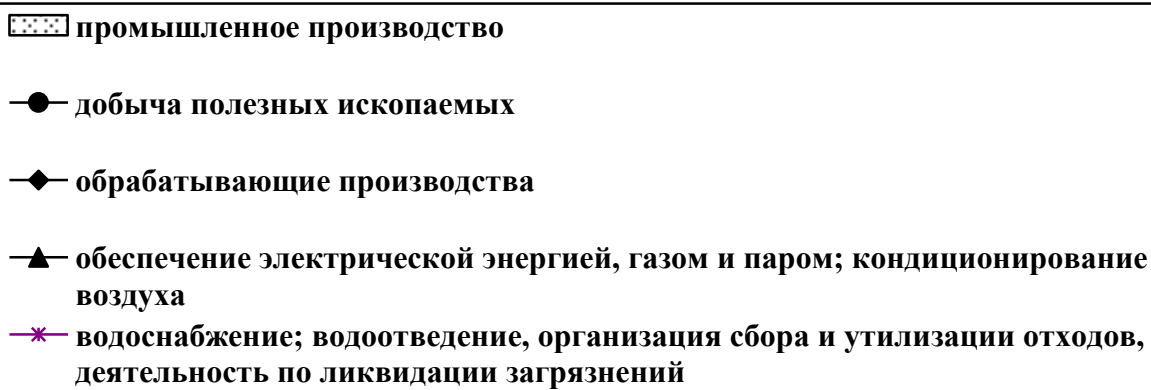 промышленное производство
добыча полезных ископаемых
обрабатывающие производства
обеспечение электрической энергией, газом и паром; кондиционирование
воздуха
водоснабжение; водоотведение, организация сбора и утилизации отходов,
деятельность по ликвидации загрязнений